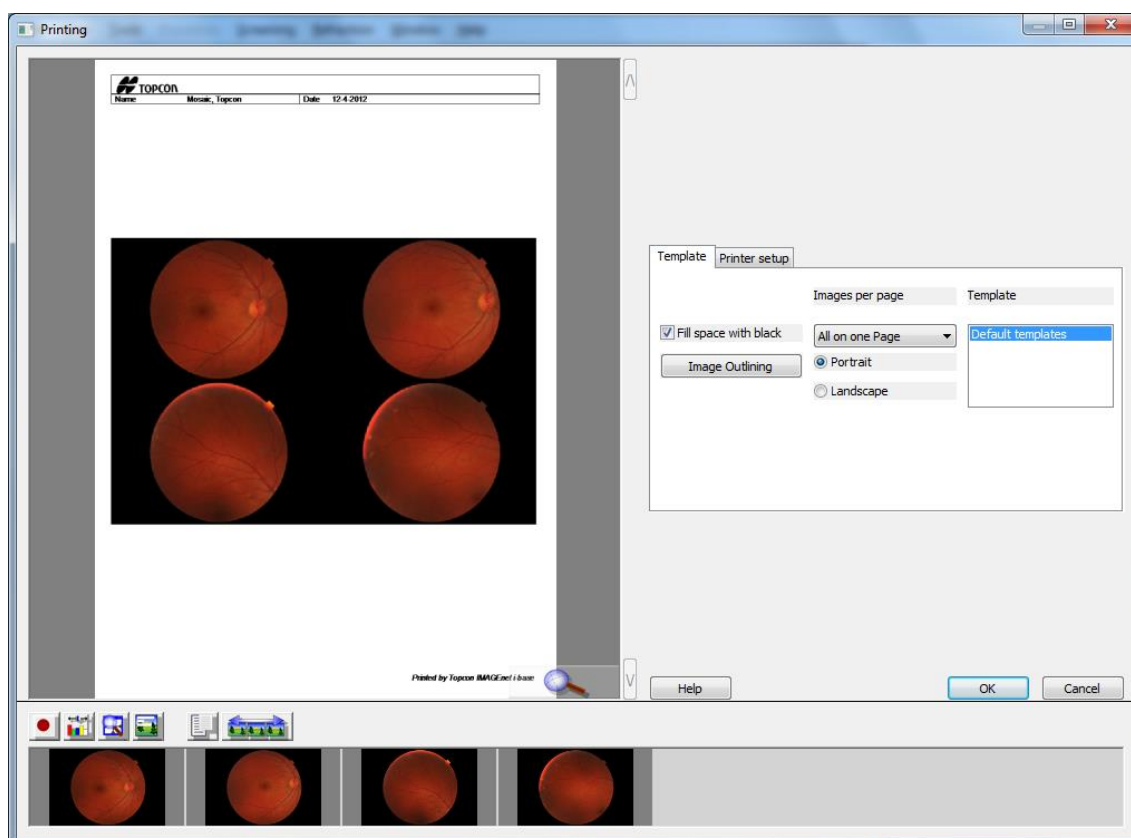 Printing
TOPCON
Name Mosaic, Topcon Date 12-4-2012
Template Printer setup
Images per page Template
Fill space with black All on one Page Default templates
Image Outlining Portrait
Landscape
Printed by Topcon IMAGEnet i-base
Help OK Cancel